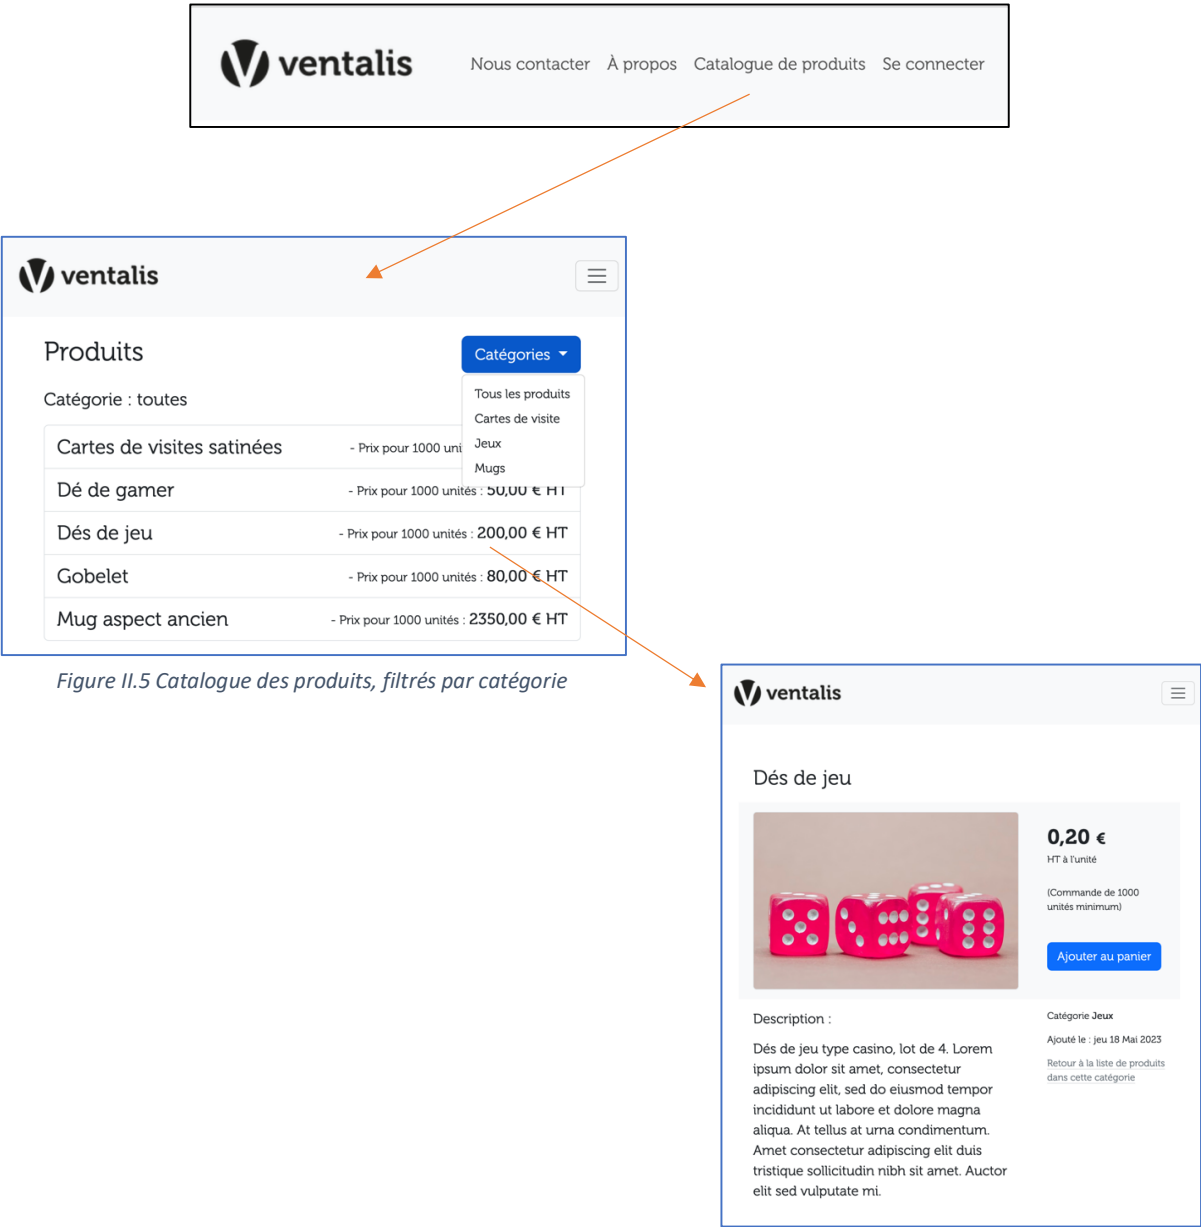 ventalis
Nous contacter À propos Catalogue de produits Se connecter
ventalis
Produits
Catégories
Catégorie : toutes
Tous les produits
Cartes de visite
Jeux
Mugs
Cartes de visites satinées - Prix pour 1000
Dé de gamer - Prix pour 1000 unités : 50,00 € HT
Dés de jeu - Prix pour 1000 unités : 200,00 € HT
Gobelet - Prix pour 1000 unités : 80,00 € HT
Mug aspect ancien - Prix pour 1000 unités : 2350,00 € HT
Figure II.5 Catalogue des produits, filtrés par catégorie
ventalis
Dés de jeu
0,20 €
HT à l'unité
(Commande de 1000
unités minimum)
Ajouter au panier
Description :
Dés de jeu type casino, lot de 4. Lorem
ipsum dolor sit amet, consectetur
adipiscing elit, sed do eiusmod tempor
incididunt ut labore et dolore magna
aliqua. At tellus at urna condimentum.
Amet consectetur adipiscing elit duis
tristique sollicitudin nibh sit amet. Auctor
elit sed vulputate mi.
Catégorie Jeux
Ajouté le : jeu 18 Mai 2023
Retour à la liste de produits
dans cette catégorie